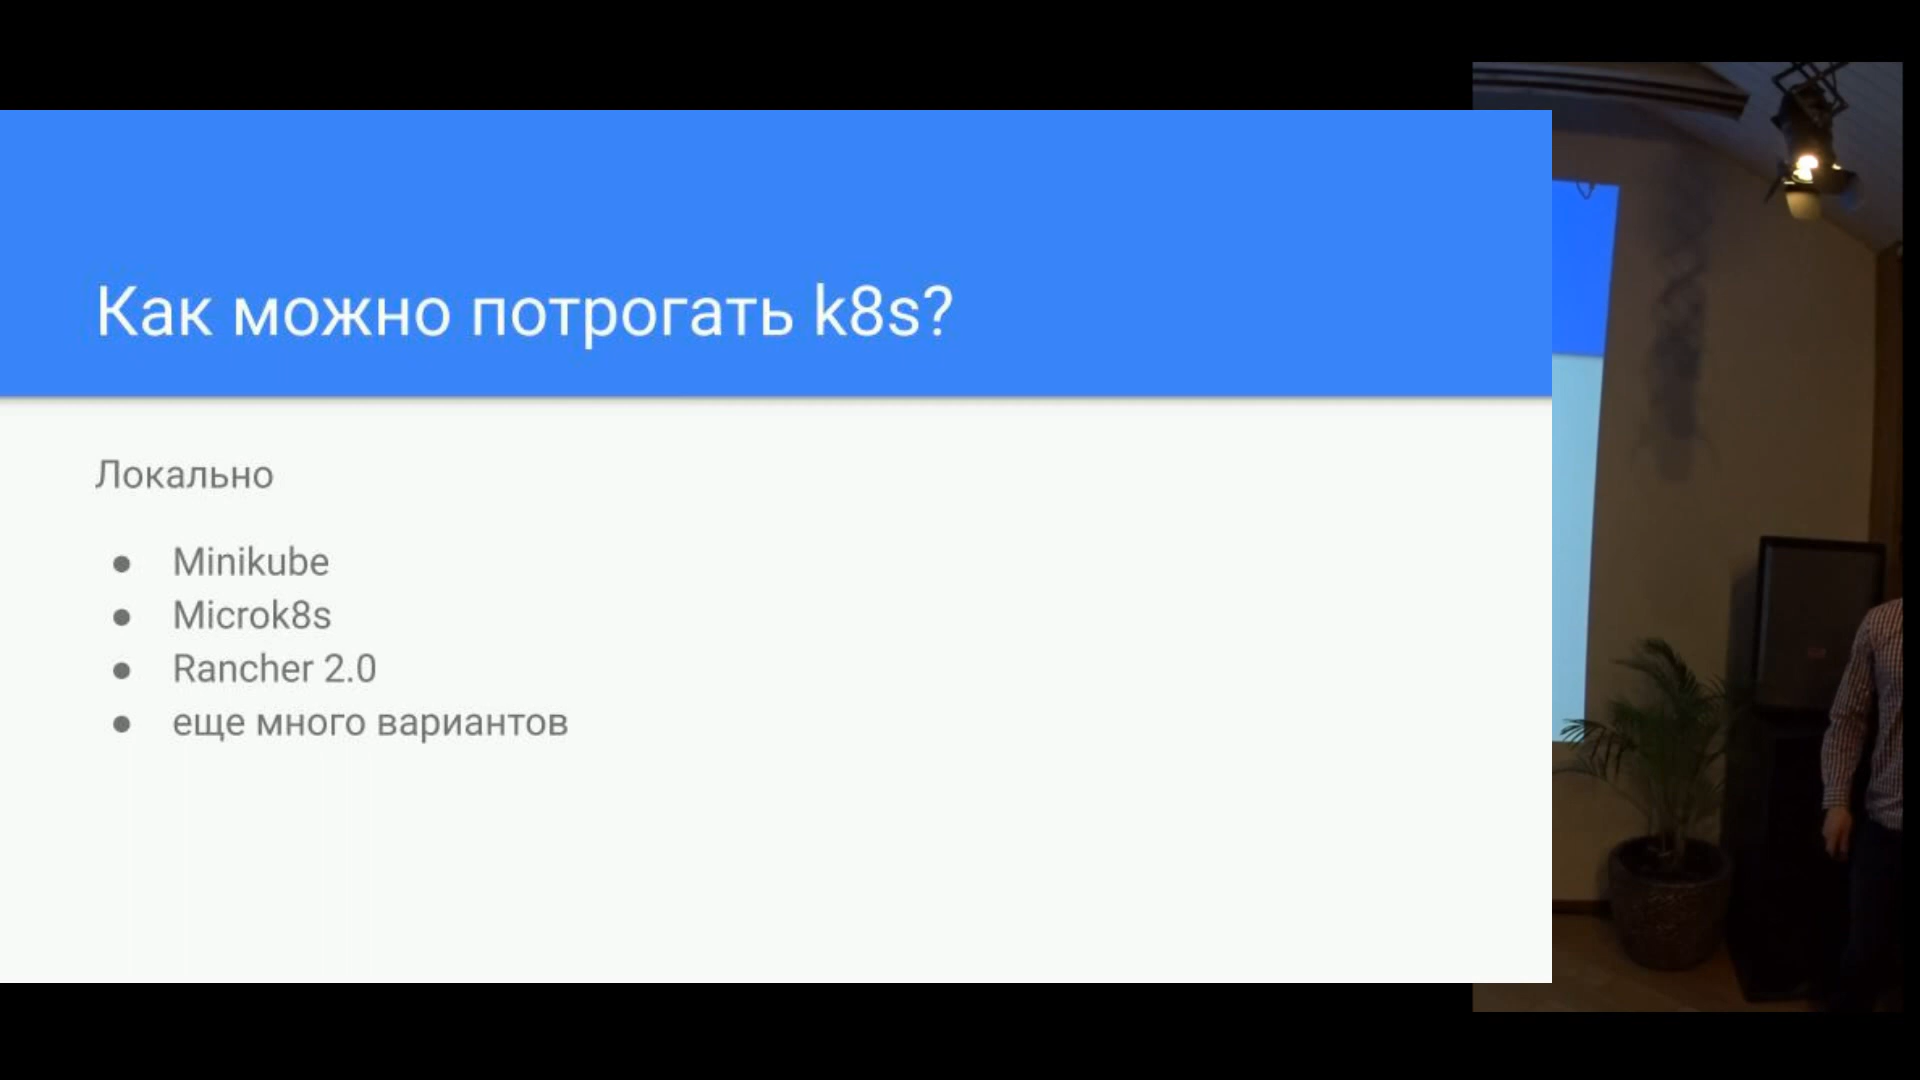 Как можно потрогать k8s?
Локально
● Minikube
● Microk8s
● Rancher 2.0
● еще много вариантов